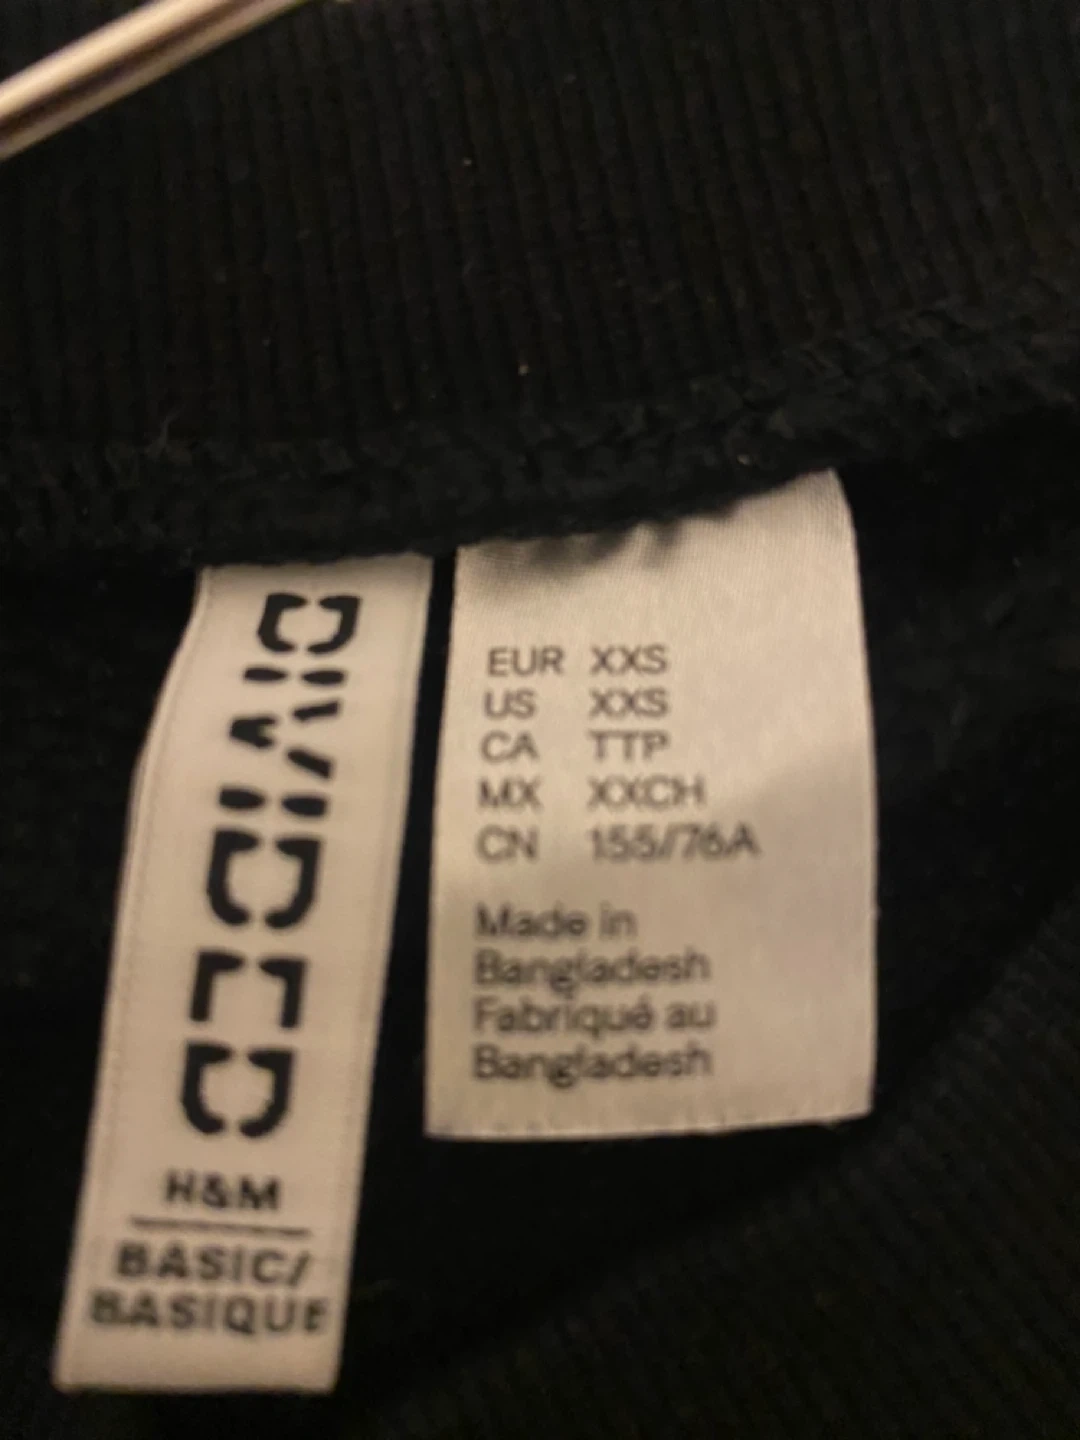 DIVIDED
H&M
BASIC/
BASIQUE
EUR XXS
US XXS
CA TTP
MX XXCH
CN 155/76A
Made in
Bangladesh
Fabriqué au
Bangladesh